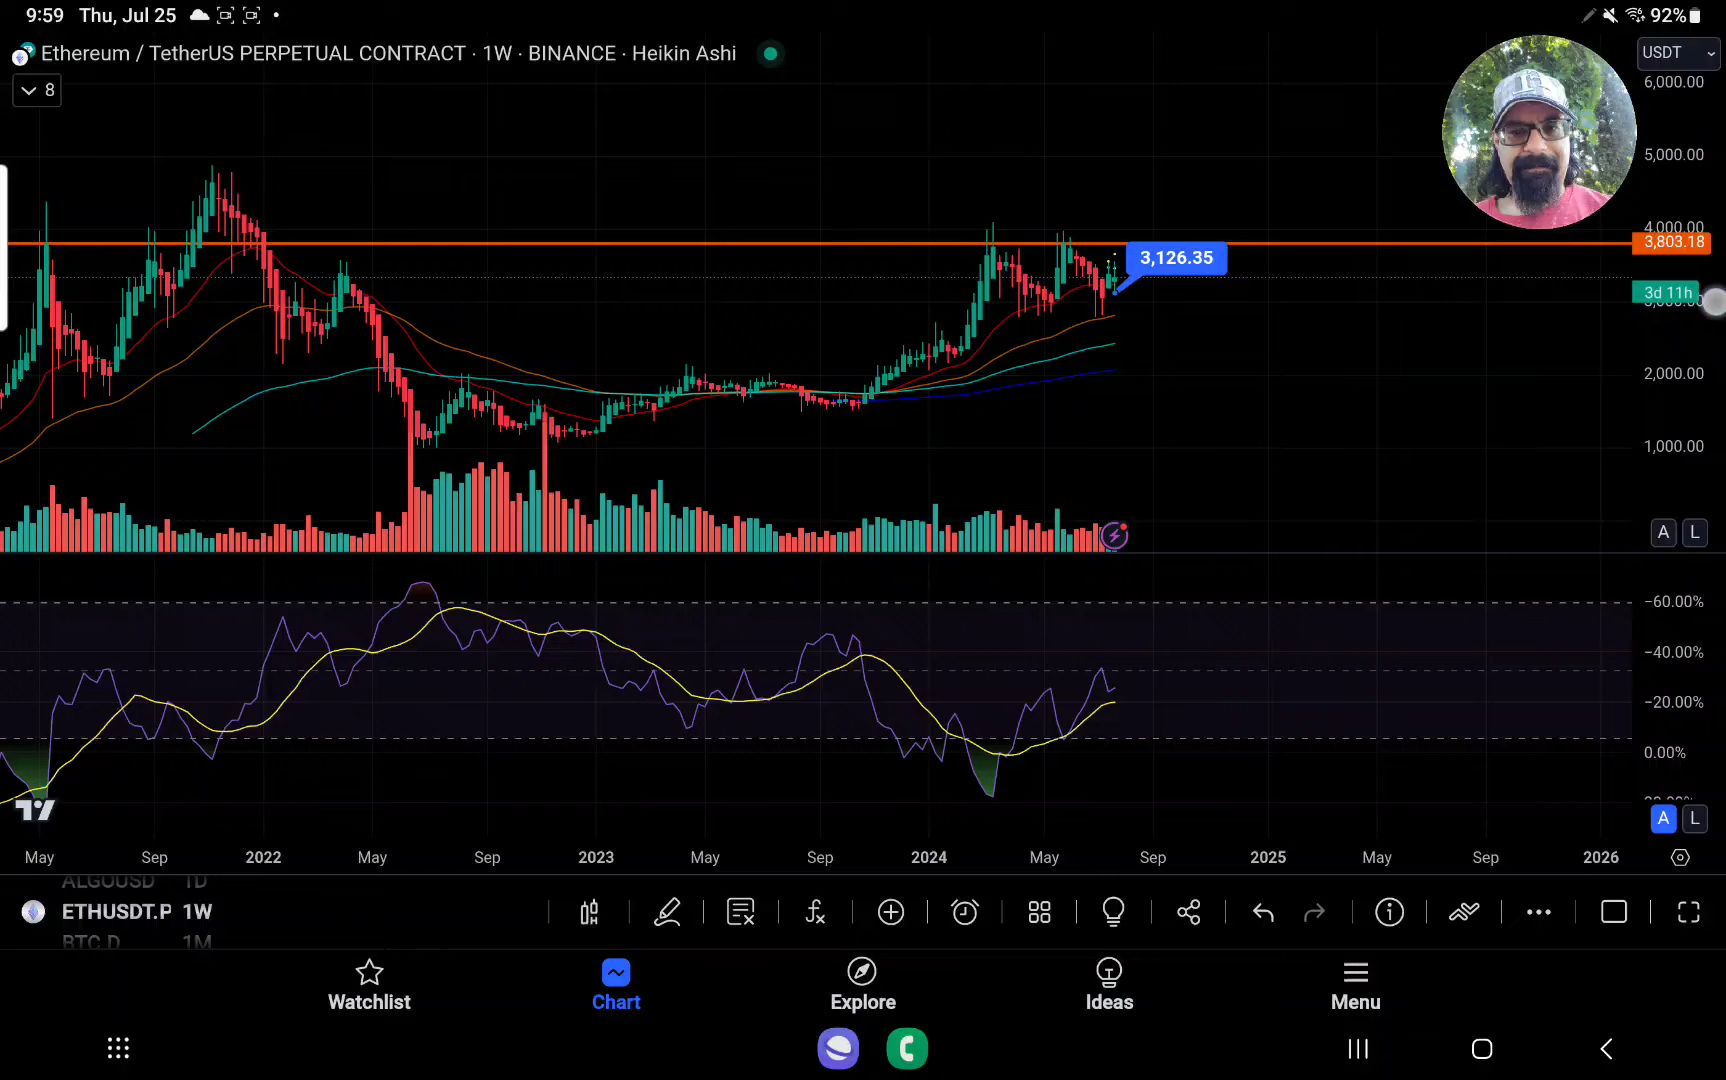 9:59 Thu, Jul 25
92%
Ethereum / TetherUS PERPETUAL CONTRACT · 1W · BINANCE · Heikin Ashi
USDT
8
6,000.00
5,000.00
4,000.00
3,803.18
3,126.35
3d 11h
2,000.00
1,000.00
A L
−60.00%
−40.00%
−20.00%
0.00%
A L
May Sep 2022 May Sep 2023 May Sep 2024 May Sep 2025 May Sep 2026
ALGOUSD 1D
ETHUSDT.P 1W
BTC.D 1M
Watchlist Chart Explore Ideas Menu